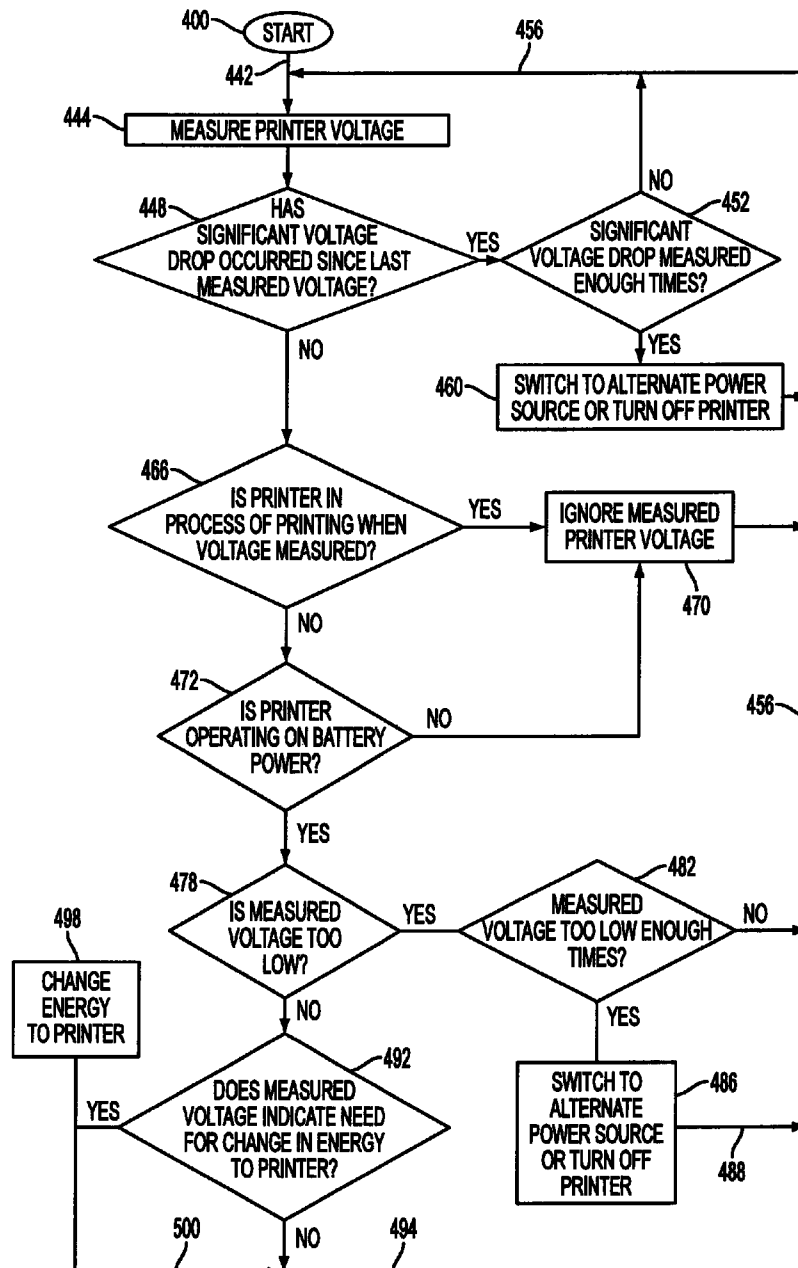 400
START
456
442
444
MEASURE PRINTER VOLTAGE
448
HAS
SIGNIFICANT VOLTAGE
DROP OCCURRED SINCE LAST
MEASURED VOLTAGE?
YES
NO
452
SIGNIFICANT
VOLTAGE DROP MEASURED
ENOUGH TIMES?
NO
YES
460
SWITCH TO ALTERNATE POWER
SOURCE OR TURN OFF PRINTER
466
IS PRINTER IN
PROCESS OF PRINTING WHEN
VOLTAGE MEASURED?
YES
IGNORE MEASURED
PRINTER VOLTAGE
470
NO
472
IS PRINTER
OPERATING ON BATTERY
POWER?
NO
456
YES
478
IS MEASURED
VOLTAGE TOO
LOW?
YES
482
MEASURED
VOLTAGE TOO LOW ENOUGH
TIMES?
NO
YES
498
CHANGE
ENERGY
TO PRINTER
NO
492
DOES MEASURED
VOLTAGE INDICATE NEED
FOR CHANGE IN ENERGY
TO PRINTER?
YES
SWITCH TO
ALTERNATE
POWER SOURCE
OR TURN OFF
PRINTER
486
488
NO
500
494